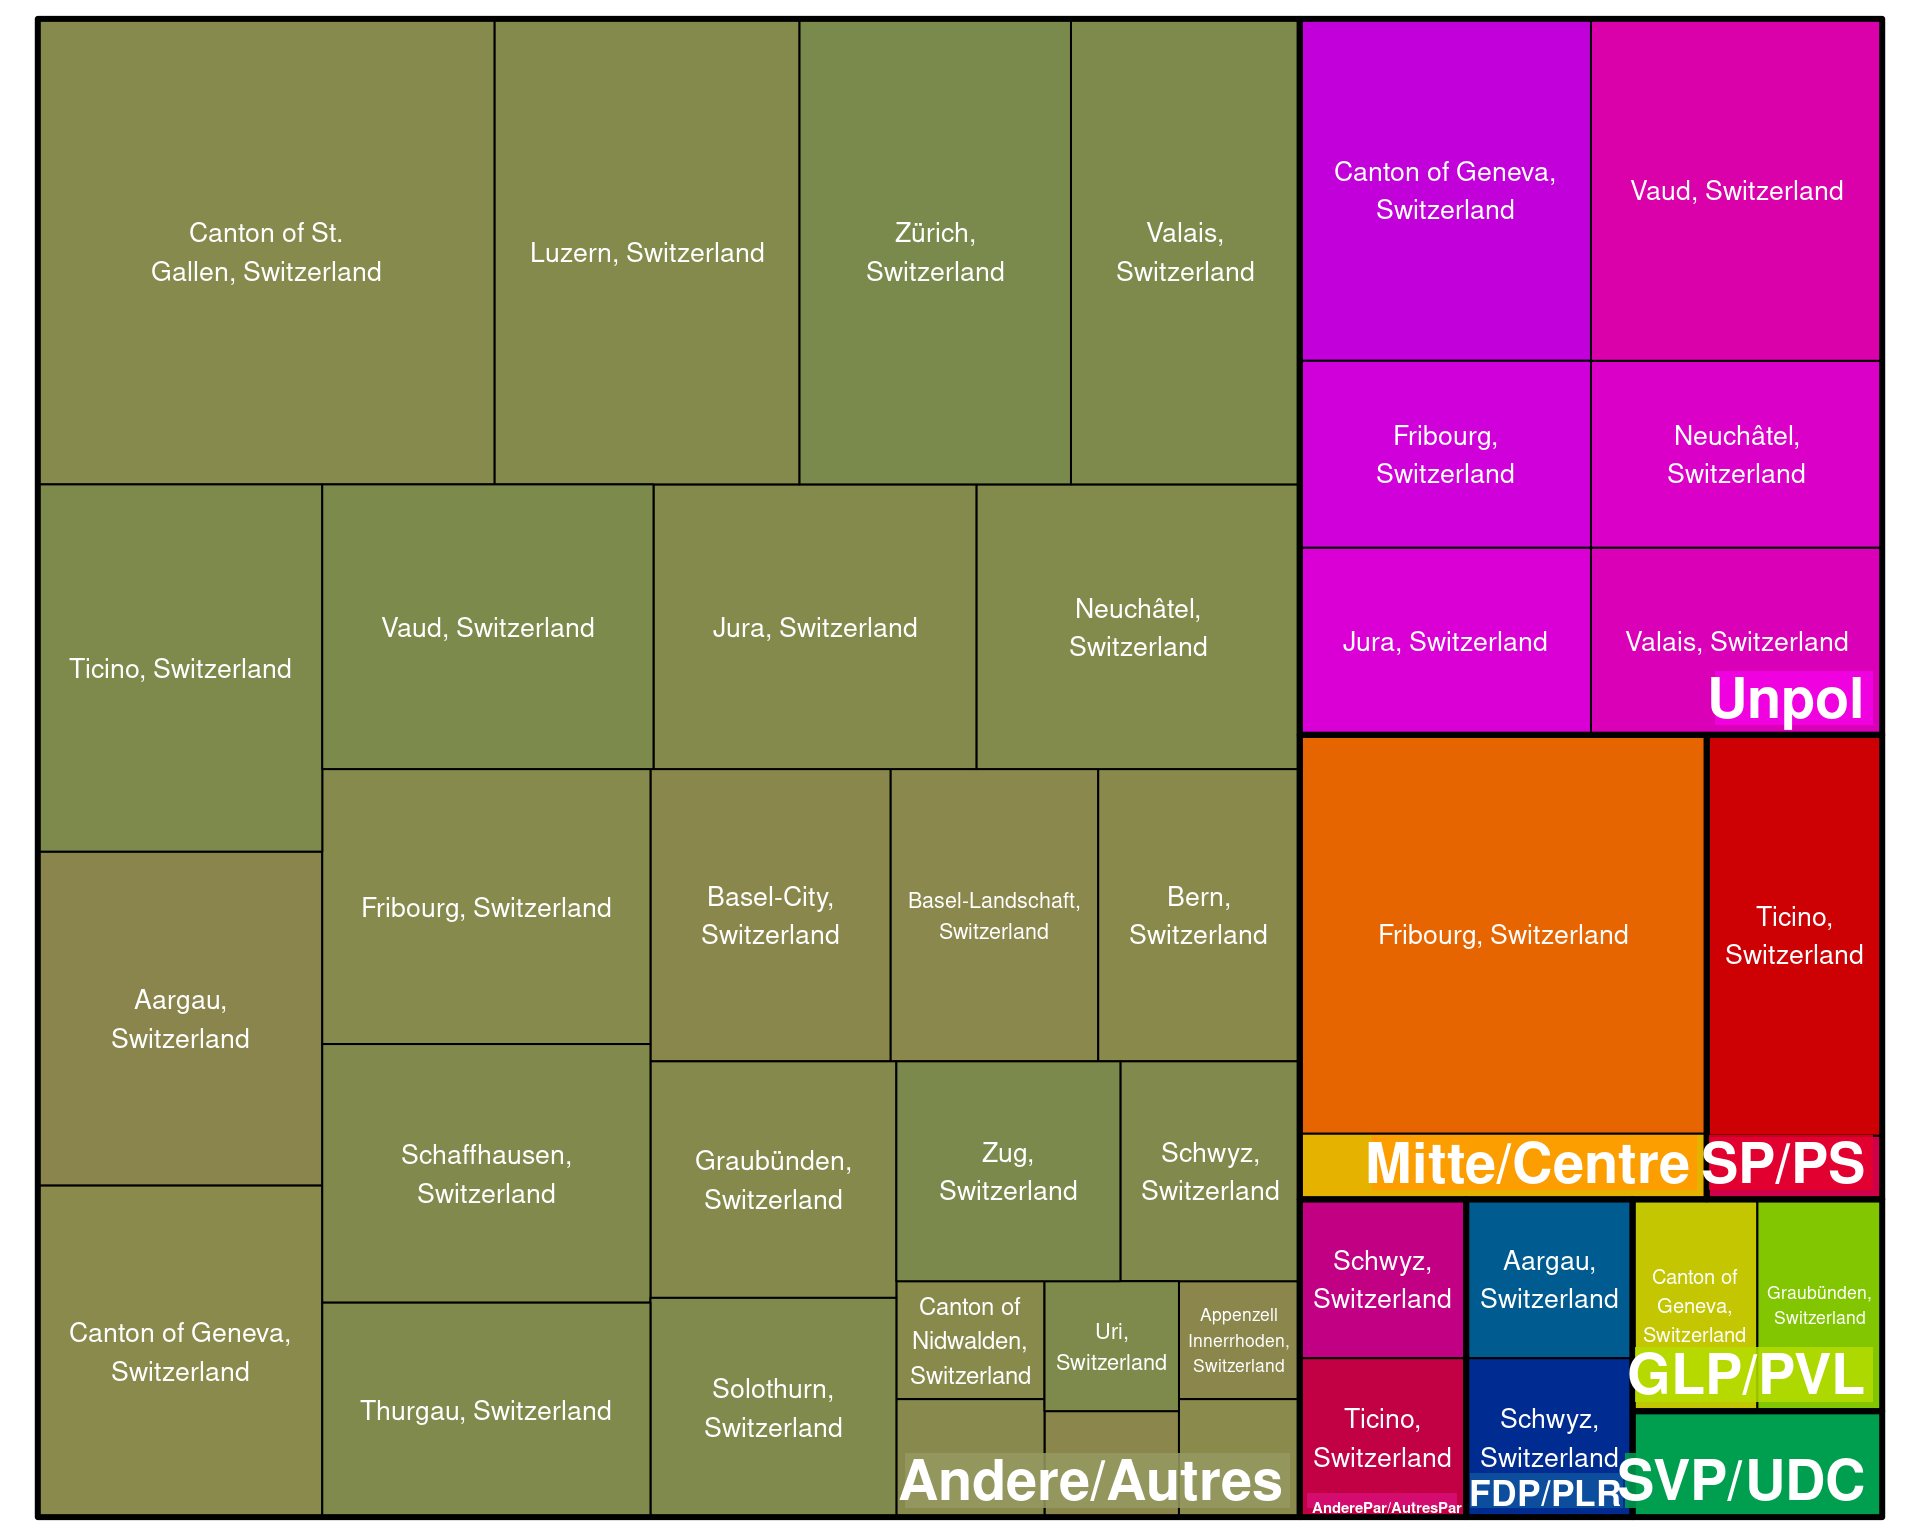 Canton of St.
Gallen, Switzerland
Luzern, Switzerland
Zürich,
Switzerland
Valais,
Switzerland
Ticino, Switzerland
Vaud, Switzerland
Jura, Switzerland
Neuchâtel,
Switzerland
Aargau,
Switzerland
Fribourg, Switzerland
Basel-City,
Switzerland
Basel-Landschaft,
Switzerland
Bern,
Switzerland
Canton of Geneva,
Switzerland
Schaffhausen,
Switzerland
Thurgau, Switzerland
Graubünden,
Switzerland
Zug,
Switzerland
Schwyz,
Switzerland
Solothurn,
Switzerland
Canton of
Nidwalden,
Switzerland
Uri,
Switzerland
Appenzell
Innerrhoden,
Switzerland
Andere/Autres
Canton of Geneva,
Switzerland
Vaud, Switzerland
Fribourg,
Switzerland
Neuchâtel,
Switzerland
Jura, Switzerland
Valais, Switzerland
Unpol
Fribourg, Switzerland
Mitte/Centre
Ticino,
Switzerland
SP/PS
Schwyz,
Switzerland
Ticino,
Switzerland
AnderePar/AutresPar
Aargau,
Switzerland
Schwyz,
Switzerland
FDP/PLR
Canton of
Geneva,
Switzerland
Graubünden,
Switzerland
GLP/PVL
SVP/UDC